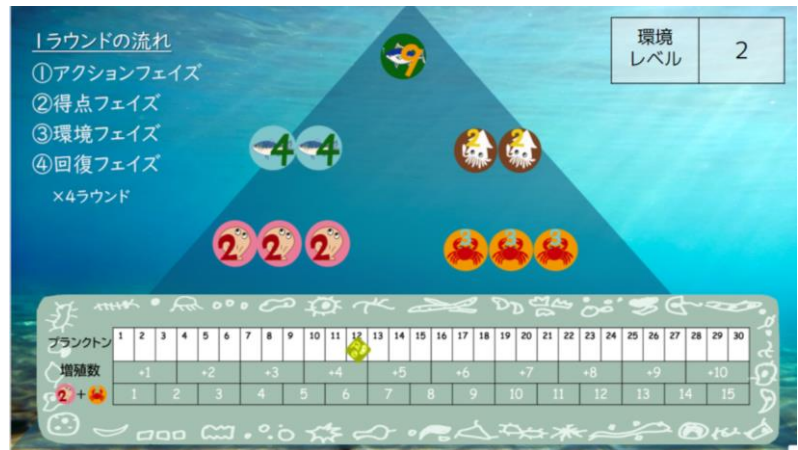 1ラウンドの流れ
①アクションフェイズ
②得点フェイズ
③環境フェイズ
④回復フェイズ
×4ラウンド
環境
レベル
2
9
4 4
2 2
2 2 2
3 3 3
プランクトン 1 2 3 4 5 6 7 8 9 10 11 12 13 14 15 16 17 18 19 20 21 22 23 24 25 26 27 28 29 30
増殖数 +1 +2 +3 +4 +5 +6 +7 +8 +9 +10
2 + 1 2 3 4 5 6 7 8 9 10 11 12 13 14 15